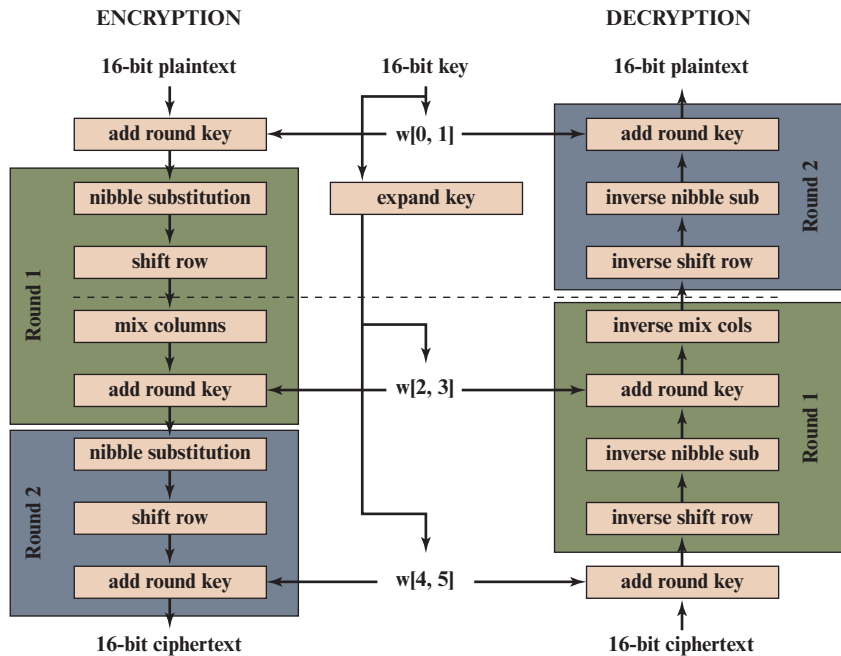 ENCRYPTION
16-bit plaintext
add round key
Round 1
nibble substitution
shift row
mix columns
add round key
Round 2
nibble substitution
shift row
add round key
16-bit ciphertext
16-bit key
w[0, 1]
expand key
w[2, 3]
w[4, 5]
DECRYPTION
16-bit plaintext
add round key
inverse nibble sub
inverse shift row
Round 2
inverse mix cols
add round key
inverse nibble sub
inverse shift row
Round 1
add round key
16-bit ciphertext